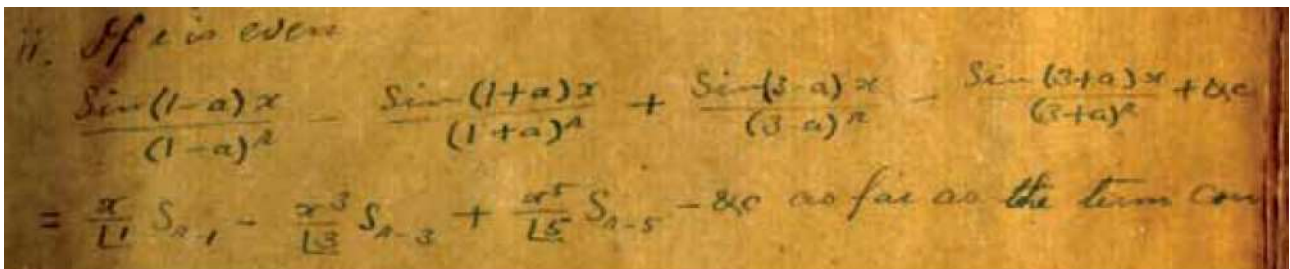 ii. If r is even
Sin(1-a)x/(1-a)^r - Sin(1+a)x/(1+a)^r + Sin(3-a)x/(3-a)^r - Sin(3+a)x/(3+a)^r + &c
= x/⌊1 S_{r-1} - x^3/⌊3 S_{r-3} + x^5/⌊5 S_{r-5} - &c as far as the term con